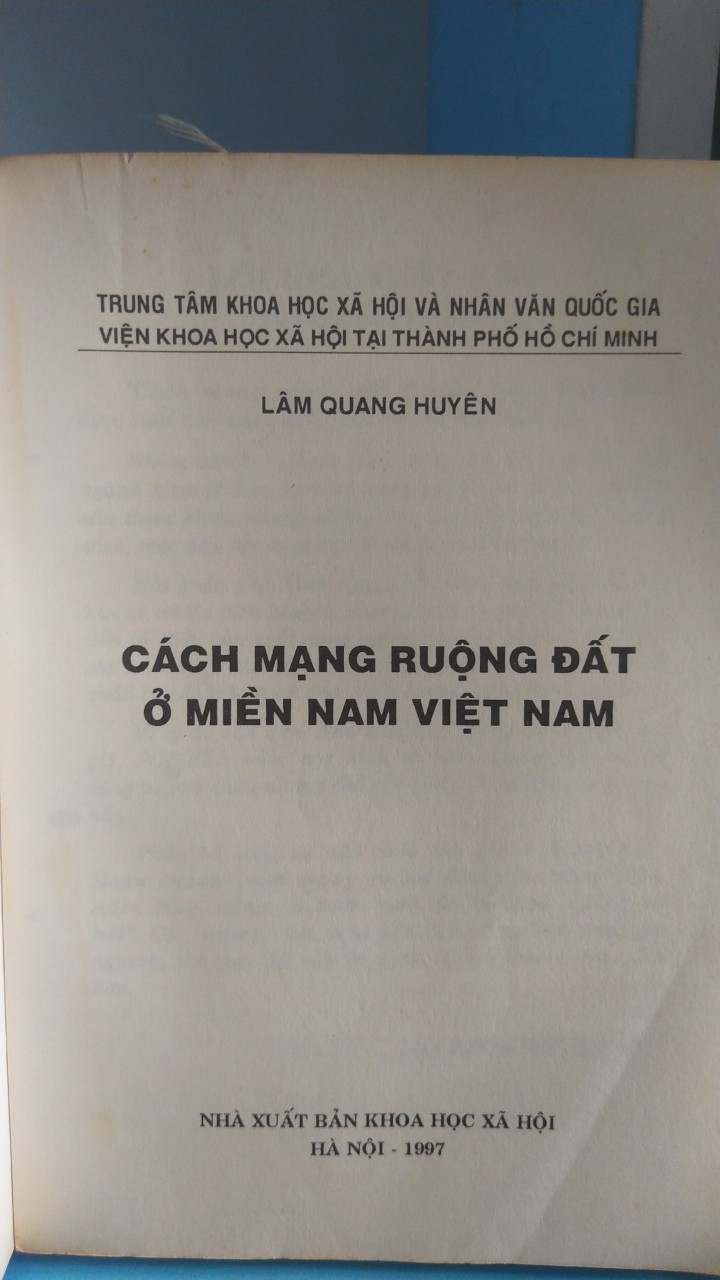 TRUNG TÂM KHOA HỌC XÃ HỘI VÀ NHÂN VĂN QUỐC GIA
VIỆN KHOA HỌC XÃ HỘI TẠI THÀNH PHỐ HỒ CHÍ MINH
LÂM QUANG HUYÊN
CÁCH MẠNG RUỘNG ĐẤT
Ở MIỀN NAM VIỆT NAM
NHÀ XUẤT BẢN KHOA HỌC XÃ HỘI
HÀ NỘI - 1997